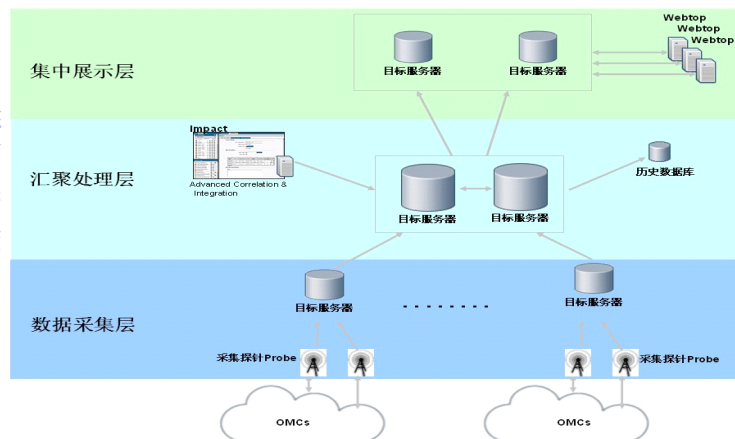 Webtop
Webtop
Webtop
集中展示层
目标服务器
目标服务器
Impact
Advanced Correlation &
Integration
汇聚处理层
历史数据库
目标服务器
目标服务器
数据采集层
目标服务器
........
目标服务器
采集探针Probe
采集探针Probe
OMCs
OMCs